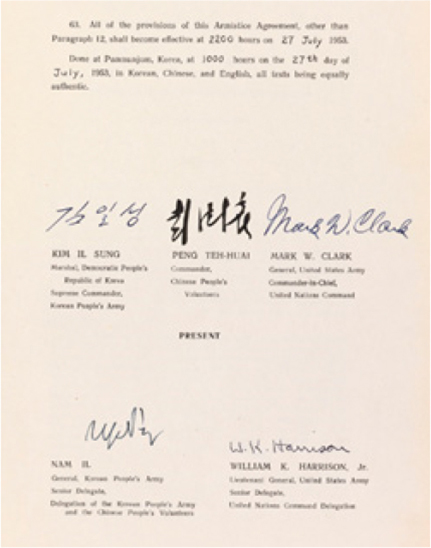 63. All of the provisions of this Armistice Agreement, other than
Paragraph 12, shall become effective at 2200 hours on 27 July 1953.
Done at Panmunjom, Korea, at 1000 hours on the 27th day of
July, 1953, in Korean, Chinese, and English, all texts being equally
authentic.
김일성 彭德怀 Mark W. Clark
KIM IL SUNG PENG TEH-HUAI MARK W. CLARK
Marshal, Democratic People's Commander, General, United States Army
Republic of Korea Chinese People's Commander-in-Chief,
Supreme Commander, Volunteers United Nations Command
Korean People's Army
PRESENT
W.K. Harrison
NAM IL WILLIAM K. HARRISON, Jr.
General, Korean People's Army Lieutenant General, United States Army
Senior Delegate, Senior Delegate,
Delegation of the Korean People's Army United Nations Command Delegation
and the Chinese People's Volunteers